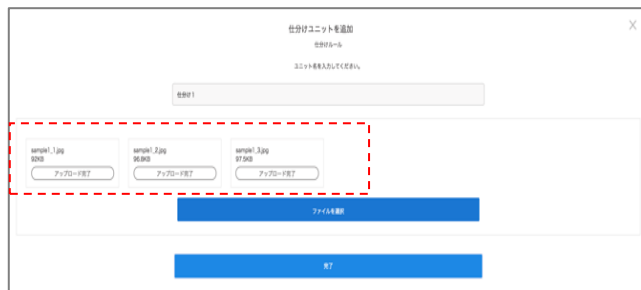 仕分けユニットを追加
X
仕分けルール
ユニット名を入力してください。
仕分け1
sample1_1.jpg
92KB
アップロード完了
sample1_2.jpg
96.8KB
アップロード完了
sample1_3.jpg
97.5KB
アップロード完了
ファイルを選択
完了